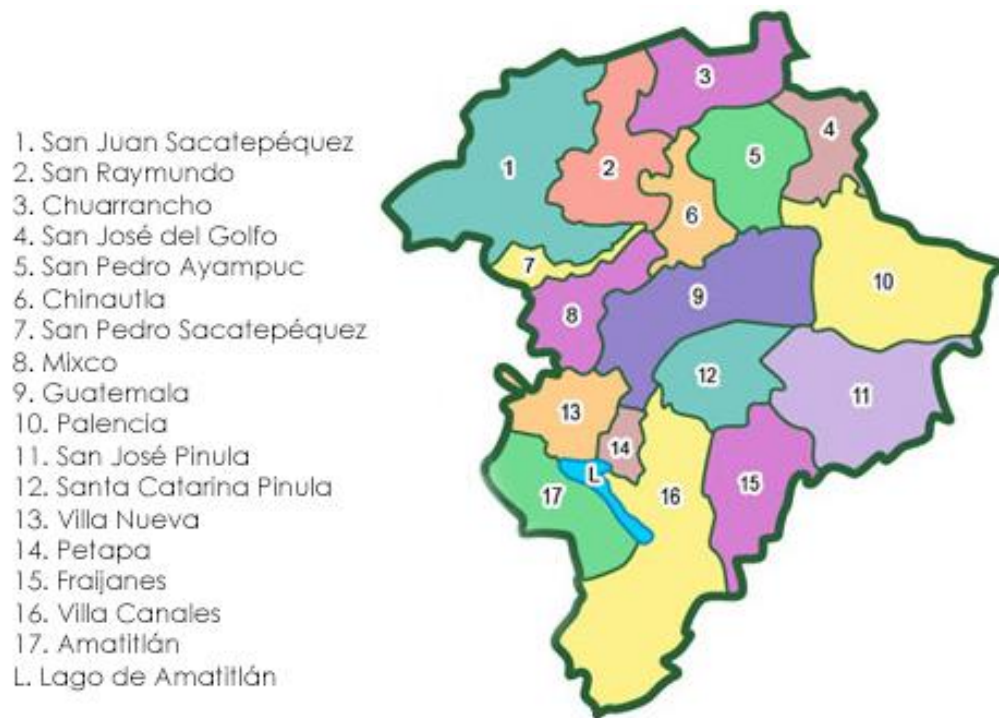 1. San Juan Sacatepéquez
2. San Raymundo
3. Chuarrancho
4. San José del Golfo
5. San Pedro Ayampuc
6. Chinautla
7. San Pedro Sacatepéquez
8. Mixco
9. Guatemala
10. Palencia
11. San José Pinula
12. Santa Catarina Pinula
13. Villa Nueva
14. Petapa
15. Fraijanes
16. Villa Canales
17. Amatitlán
L. Lago de Amatitlán
3
4
5
1
2
6
7
10
9
8
12
11
13
14
L
15
17
16